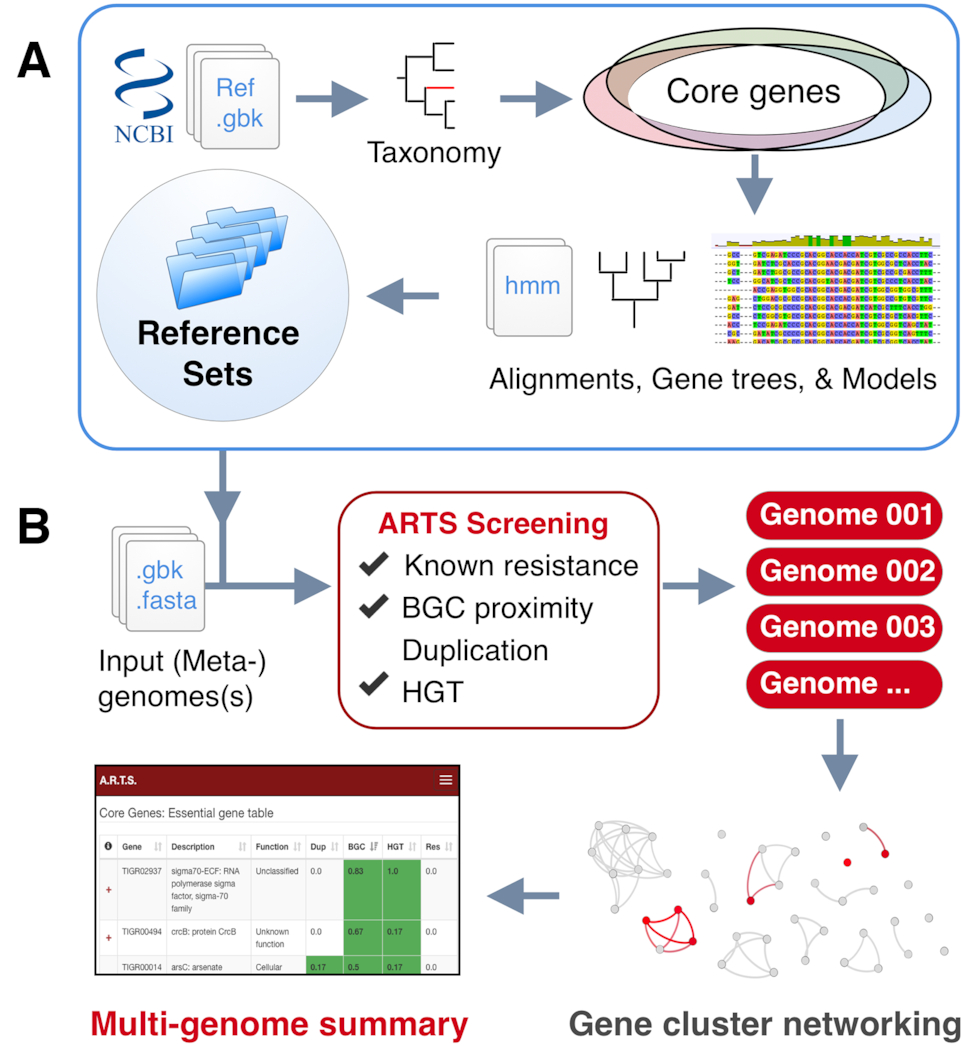 A
NCBI
Ref
.gbk
Taxonomy
Core genes
hmm
Reference
Sets
Alignments, Gene trees, & Models
B
.gbk
.fasta
Input (Meta-)
genomes(s)
ARTS Screening
Known resistance
BGC proximity
Duplication
HGT
Genome 001
Genome 002
Genome 003
Genome ...
A.R.T.S.
Core Genes: Essential gene table
Gene Description Function Dup BGC HGT Res
+ TIGR02937 sigma70-ECF: RNA polymerase sigma factor, sigma-70 family Unclassified 0.0 0.83 1.0 0.0
+ TIGR00494 crcB: protein CrcB Unknown function 0.0 0.67 0.17 0.0
TIGR00014 arsC: arsenate Cellular 0.17 0.5 0.17 0.0
Multi-genome summary
Gene cluster networking